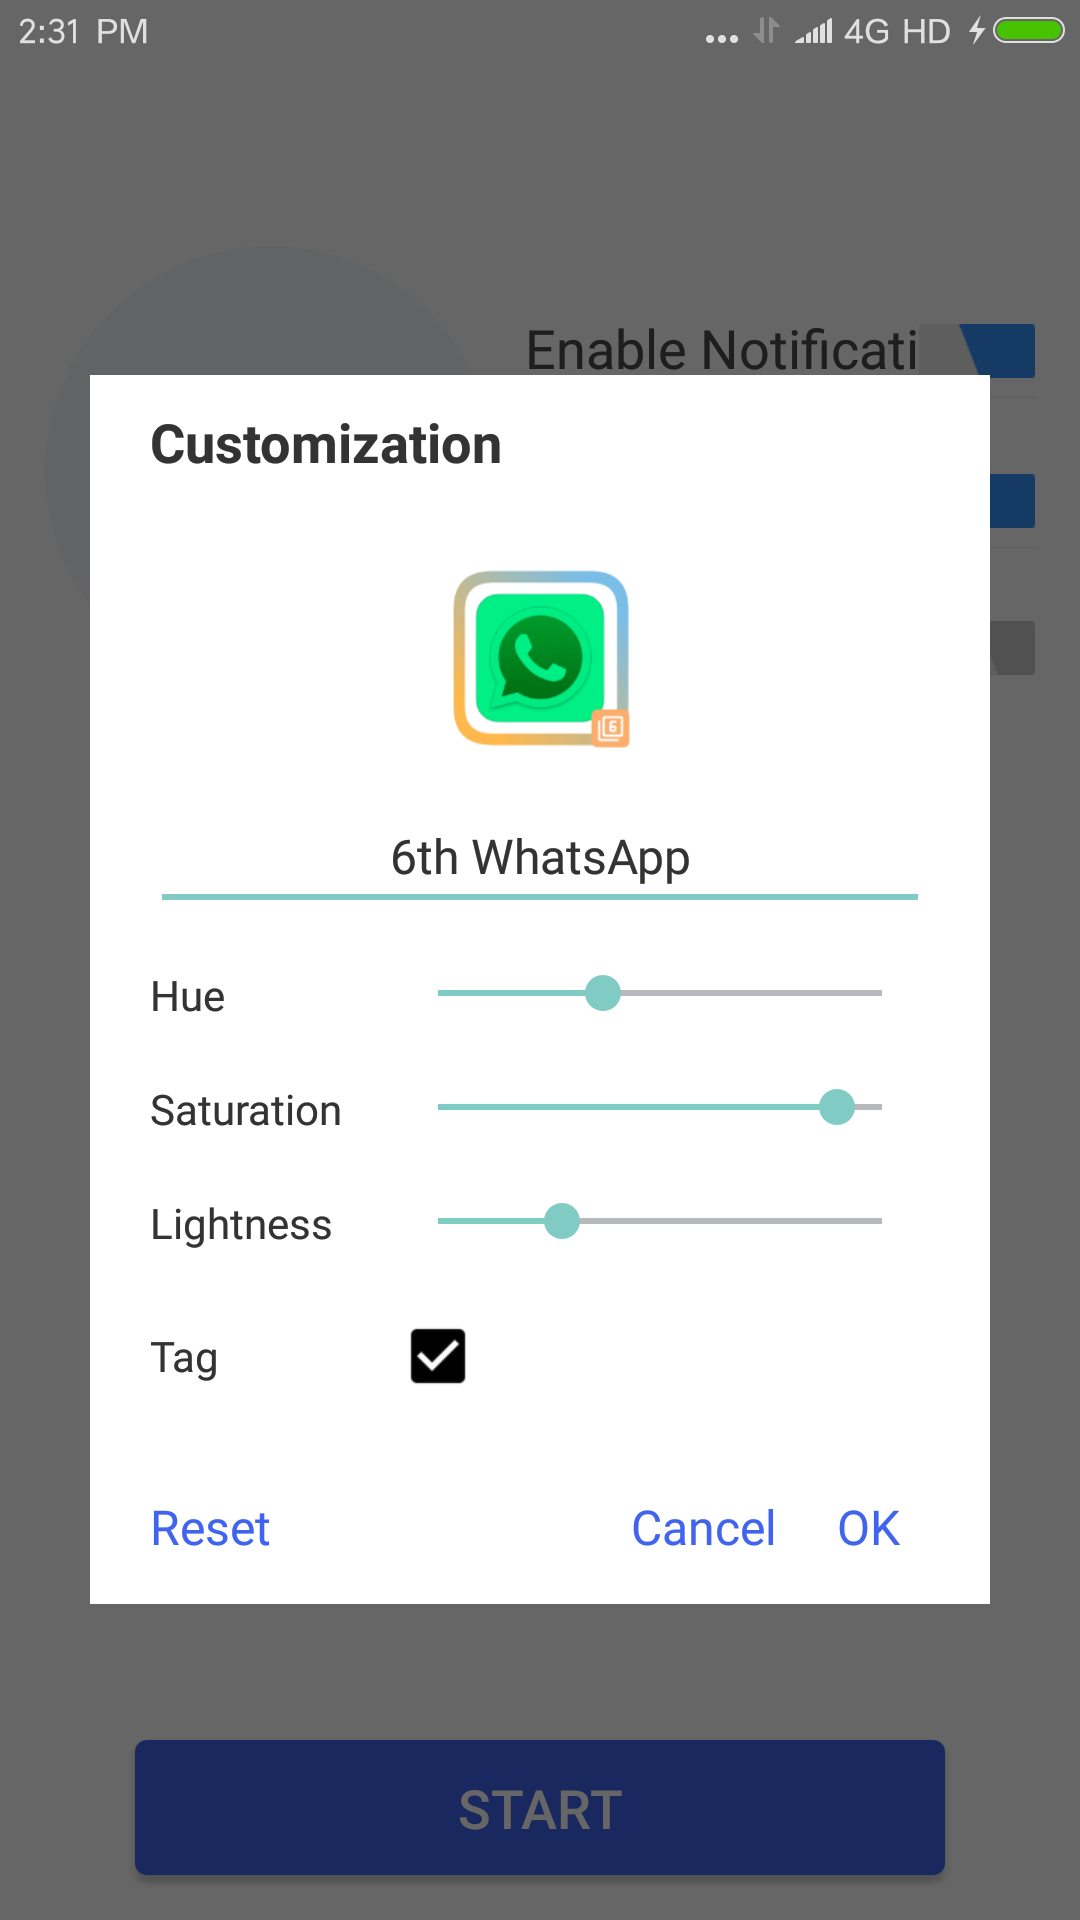 2:31 PM
4G HD
Enable Notificati
Customization
6
6th WhatsApp
Hue
Saturation
Lightness
Tag
Reset
Cancel
OK
START